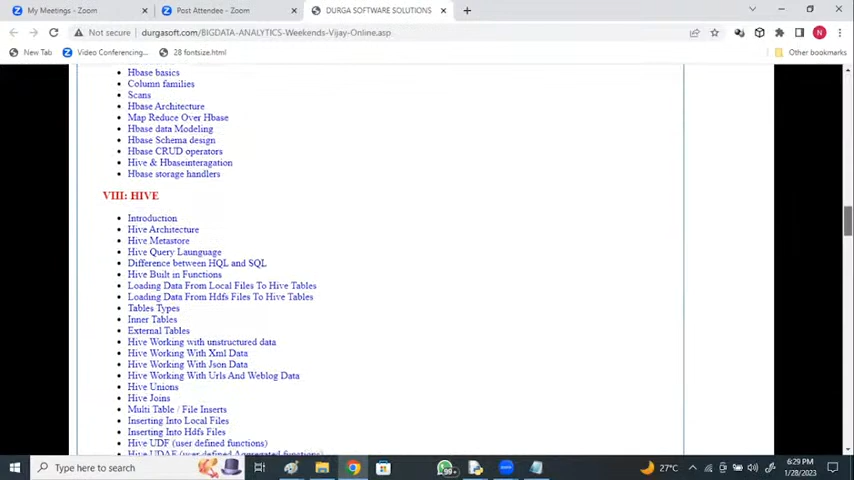 My Meetings - Zoom
Post Attendee - Zoom
DURGA SOFTWARE SOLUTIONS
Not secure
durgasoft.com/BIGDATA-ANALYTICS-Weekends-Vijay-Online.asp
N
New Tab
Video Conferencing...
28 fontsize.html
Other bookmarks
Hbase basics
Column families
Scans
Hbase Architecture
Map Reduce Over Hbase
Hbase data Modeling
Hbase Schema design
Hbase CRUD operators
Hive & Hbaseinteragation
Hbase storage handlers
VIII: HIVE
Introduction
Hive Architecture
Hive Metastore
Hive Query Launguage
Difference between HQL and SQL
Hive Built in Functions
Loading Data From Local Files To Hive Tables
Loading Data From Hdfs Files To Hive Tables
Tables Types
Inner Tables
External Tables
Hive Working with unstructured data
Hive Working With Xml Data
Hive Working With Json Data
Hive Working With Urls And Weblog Data
Hive Unions
Hive Joins
Multi Table / File Inserts
Inserting Into Local Files
Inserting Into Hdfs Files
Hive UDF (user defined functions)
Hive UDAF (user defined Aggregated functions)
Type here to search
99+
27°C
6:29 PM
1/28/2023